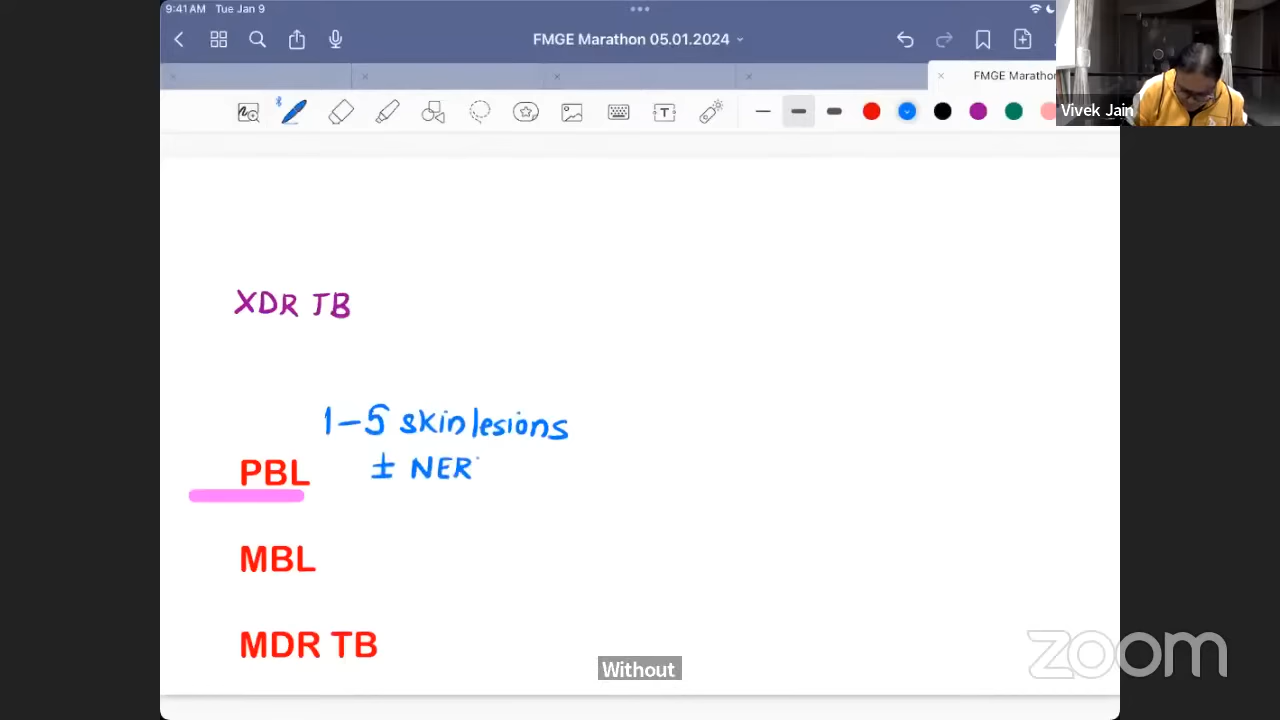 9:41 AM Tue Jan 9
FMGE Marathon 05.01.2024
FMGE Maratho
T
Vivek Jain
XDR TB
1-5 skin lesions
PBL ± NER
MBL
MDR TB
Without
zoom